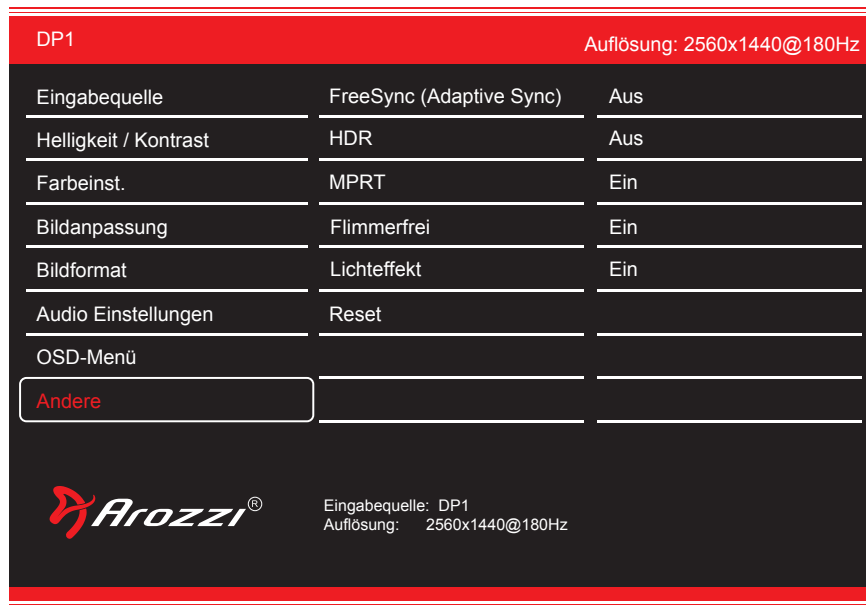 DP1 Auflösung: 2560x1440@180Hz
Eingabequelle FreeSync (Adaptive Sync) Aus
Helligkeit / Kontrast HDR Aus
Farbeinst. MPRT Ein
Bildanpassung Flimmerfrei Ein
Bildformat Lichteffekt Ein
Audio Einstellungen Reset
OSD-Menü
Andere
Arozzi®
Eingabequelle: DP1
Auflösung: 2560x1440@180Hz